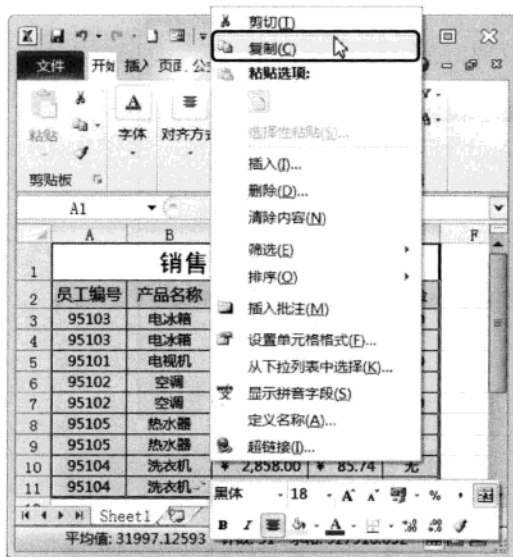 剪切(T)
复制(C)
粘贴选项:
选择性粘贴(S)...
插入(I)...
删除(D)...
清除内容(N)
筛选(E)
排序(O)
插入批注(M)
设置单元格格式(F)...
从下拉列表中选择(K)...
显示拼音字段(S)
定义名称(A)...
超链接(I)...
文件 开始 插入 页面 公
粘贴 字体 对齐方式
剪贴板
A1
A B F
1 销售
2 员工编号 产品名称
3 95103 电冰箱
4 95103 电冰箱
5 95101 电视机
6 95102 空调
7 95102 空调
8 95105 热水器
9 95105 热水器
10 95104 洗衣机 ¥ 2,858.00 ¥ 85.74 无
11 95104 洗衣机
黑体 18 A A % ,
B I A
Sheet1
平均值: 31997.12593